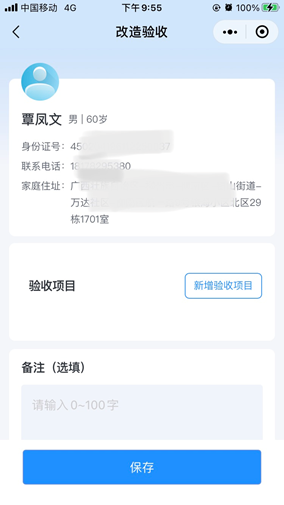 中国移动 4G 下午9:55 100%
改造验收
覃凤文 男 | 60岁
身份证号：
联系电话： 380
家庭住址： 广 街道-
万达 北区29
栋1701室
验收项目 新增验收项目
备注（选填）
请输入0~100字
保存